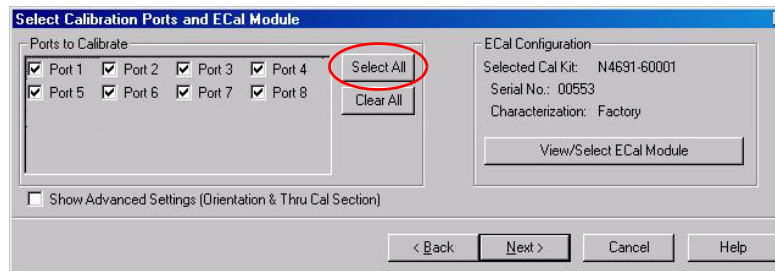 Select Calibration Ports and ECal Module
Ports to Calibrate
Port 1 Port 2 Port 3 Port 4
Port 5 Port 6 Port 7 Port 8
Select All
Clear All
ECal Configuration
Selected Cal Kit: N4691-60001
Serial No.: 00553
Characterization: Factory
View/Select ECal Module
Show Advanced Settings (Orientation & Thru Cal Section)
< Back Next > Cancel Help